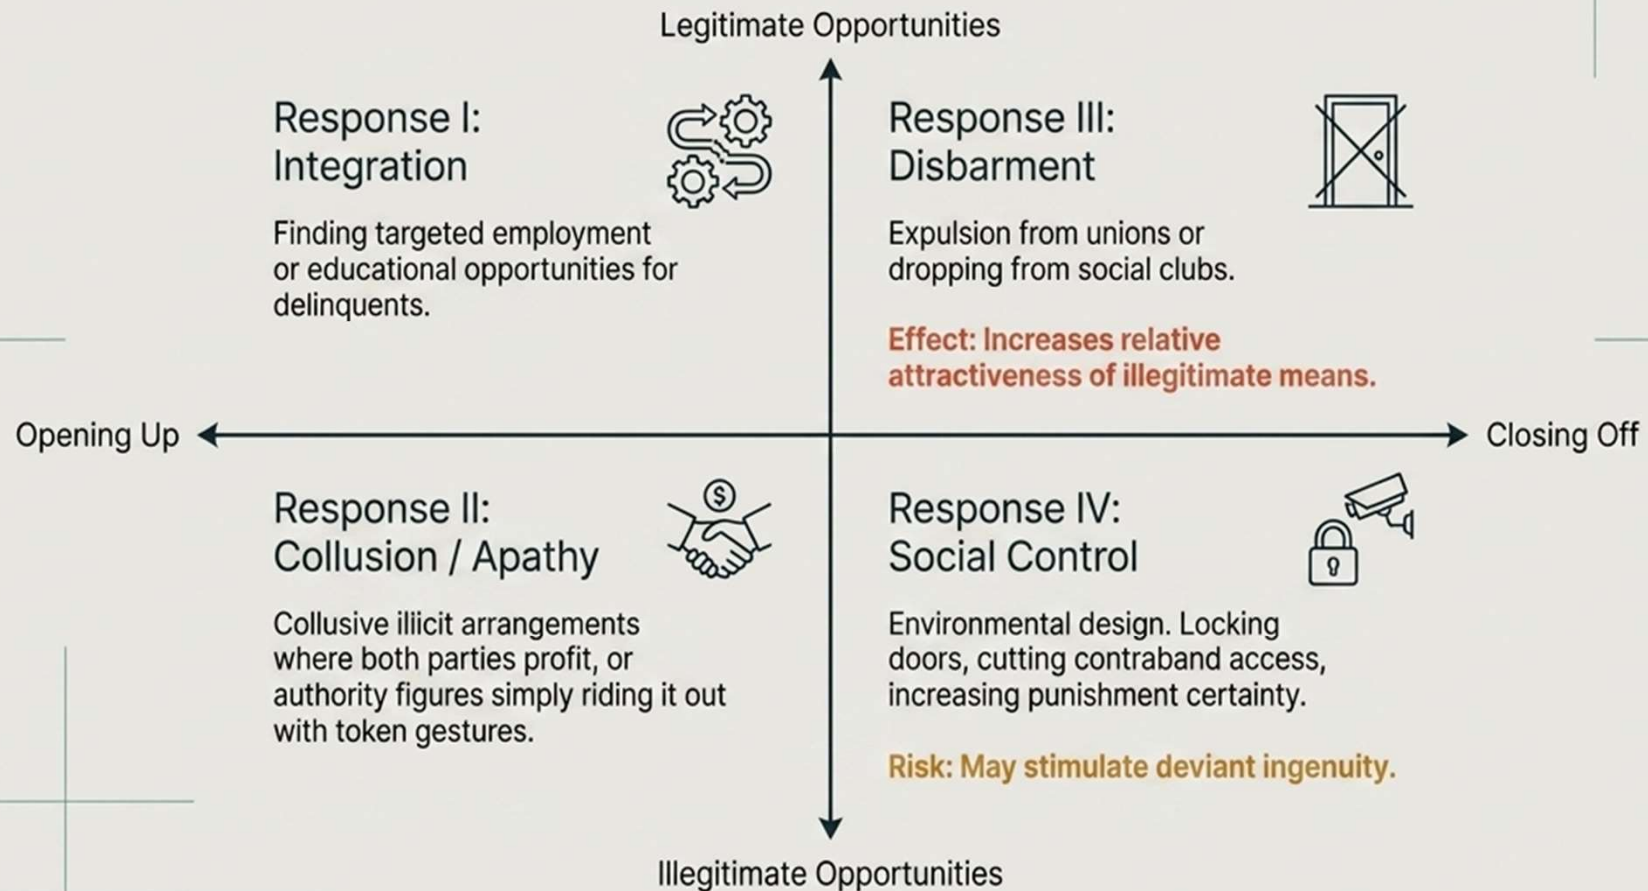 Legitimate Opportunities
Response I:
Integration
Finding targeted employment
or educational opportunities for
delinquents.
Response III:
Disbarment
Expulsion from unions or
dropping from social clubs.
Effect: Increases relative
attractiveness of illegitimate means.
Opening Up
Closing Off
Response II:
Collusion / Apathy
$
Collusive iliicit arrangements
where both parties profit, or
authority figures simply riding it out
with token gestures.
Response IV:
Social Control
Environmental design. Locking
doors, cutting contraband access,
increasing punishment certainty.
Risk: May stimulate deviant ingenuity.
Illegitimate Opportunities